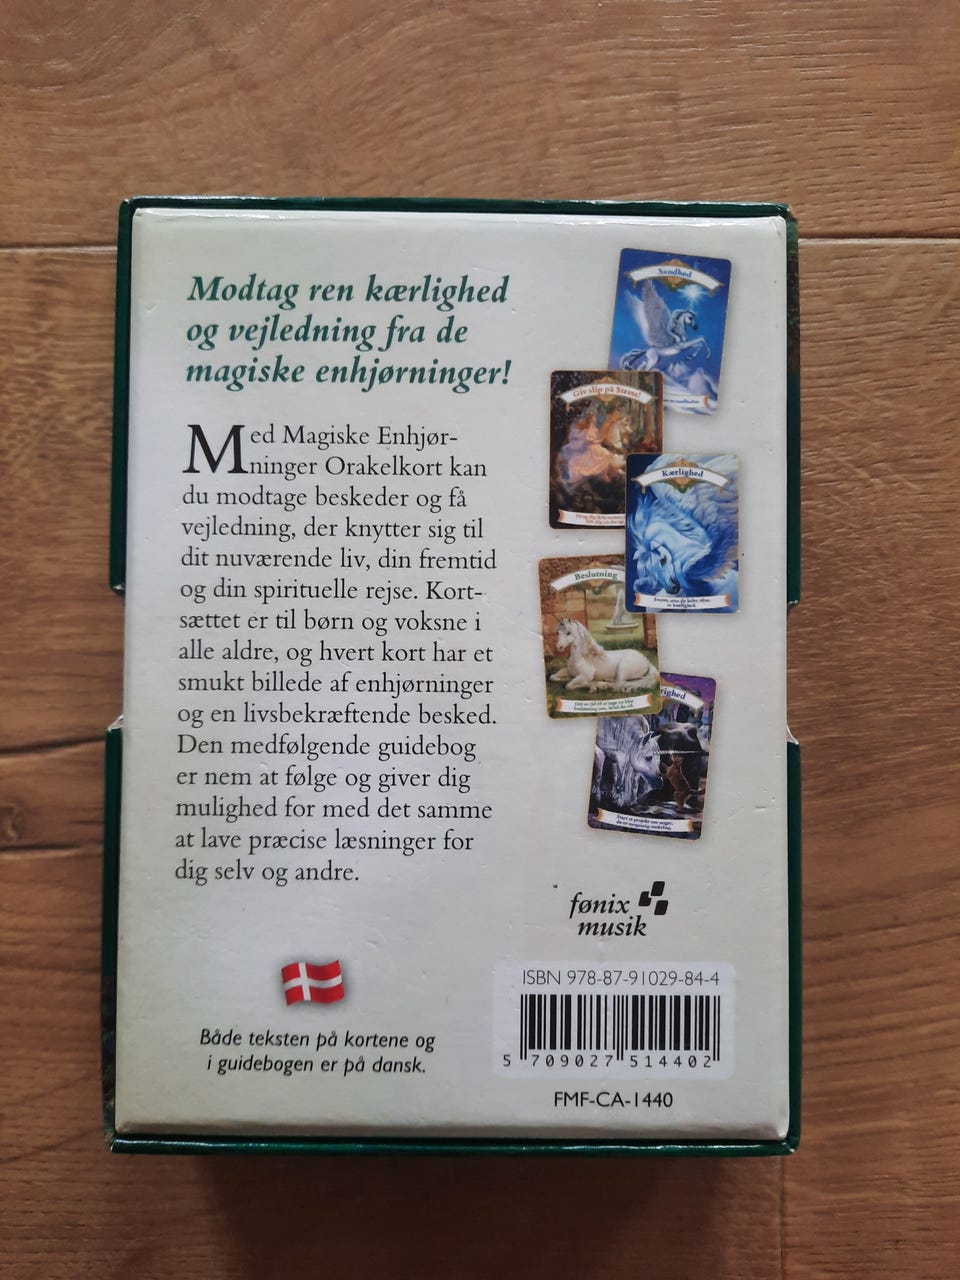 Modtag ren kærlighed
og vejledning fra de
magiske enhjørninger!
Med Magiske Enhjør-
ninger Orakelkort kan
du modtage beskeder og få
vejledning, der knytter sig til
dit nuværende liv, din fremtid
og din spirituelle rejse. Kort-
sættet er til børn og voksne i
alle aldre, og hvert kort har et
smukt billede af enhjørninger
og en livsbekræftende besked.
Den medfølgende guidebog
er nem at følge og giver dig
mulighed for med det samme
at lave præcise læsninger for
dig selv og andre.
Både teksten på kortene og
i guidebogen er på dansk.
Sandhed
Giv slip på Stress!
Kærlighed
Beslutning
fønix
musik
ISBN 978-87-91029-84-4
5 709027 514402
FMF-CA-1440